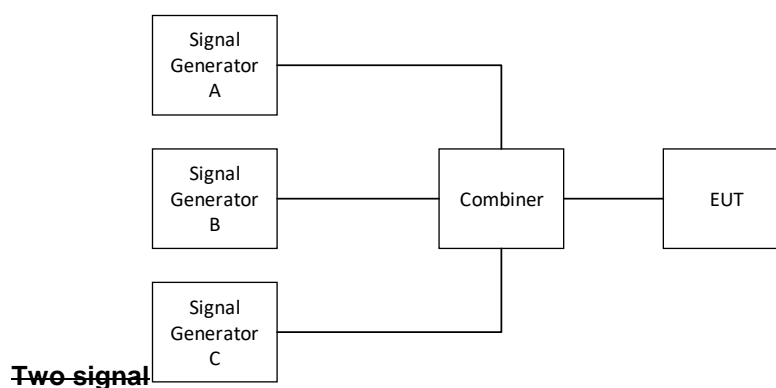 Signal
Generator
A
Signal
Generator
B
Combiner
EUT
Signal
Generator
C
Two signal